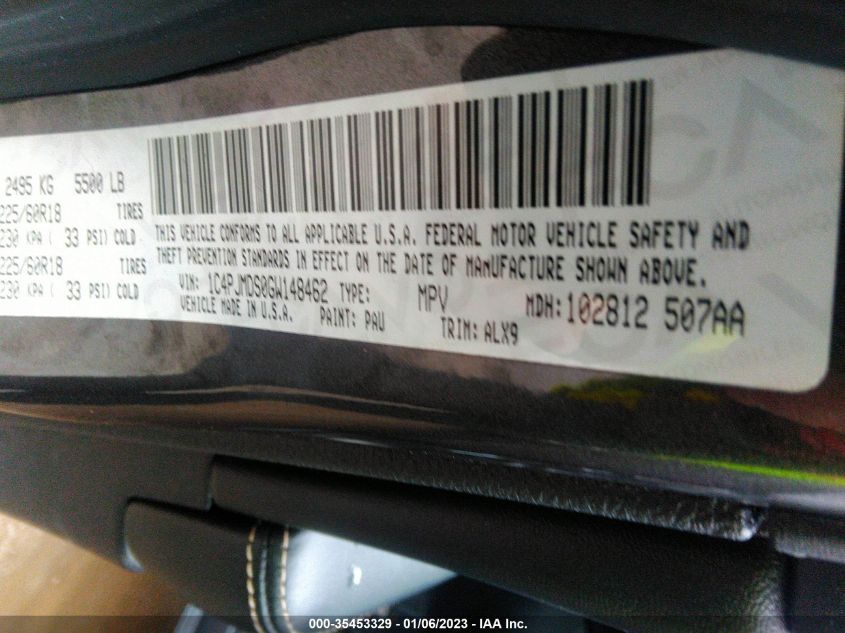 2495 KG 5500 LB
225/60R18 TIRES
230 KPA ( 33 PSI) COLD
225/60R18 TIRES
230 KPA ( 33 PSI) COLD
THIS VEHICLE CONFORMS TO ALL APPLICABLE U.S.A. FEDERAL MOTOR VEHICLE SAFETY AND
THEFT PREVENTION STANDARDS IN EFFECT ON THE DATE OF MANUFACTURE SHOWN ABOVE.
VIN: 1C4PJMDS0GW148462 TYPE: MPV MDH:102812 507AA
VEHICLE MADE IN U.S.A. PAINT: PAU TRIM: ALX9
000-35453329 - 01/06/2023 - IAA Inc.